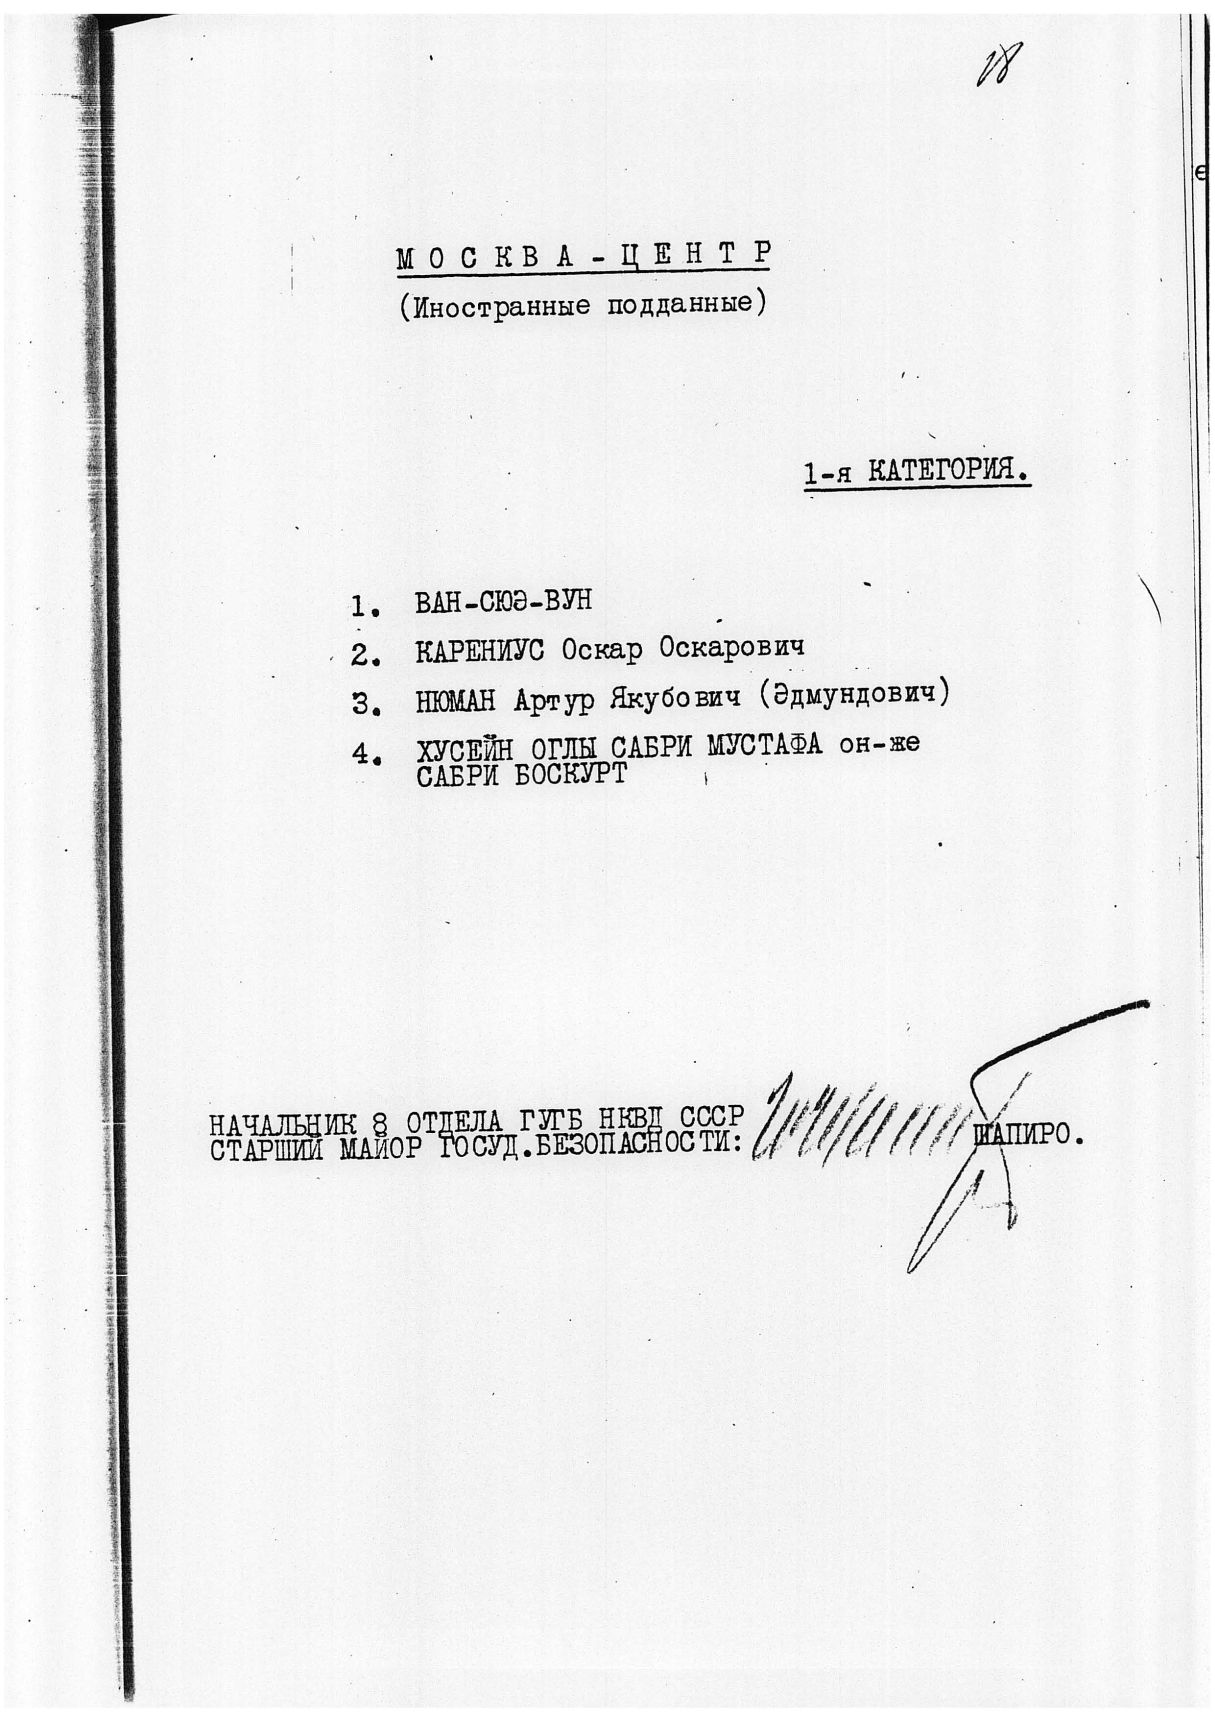 18
М О С К В А - Ц Е Н Т Р
(Иностранные подданные)
1-я КАТЕГОРИЯ.
1. ВАН-СЮЭ-ВУН
2. КАРЕНИУС Оскар Оскарович
3. НЮМАН Артур Якубович (Эдмундович)
4. ХУСЕЙН ОГЛЫ САБРИ МУСТАФА он-же
САБРИ БОСКУРТ
НАЧАЛЬНИК 8 ОТДЕЛА ГУГБ НКВД СССР
СТАРШИЙ МАЙОР ГОСУД.БЕЗОПАСНОСТИ: ШАПИРО.